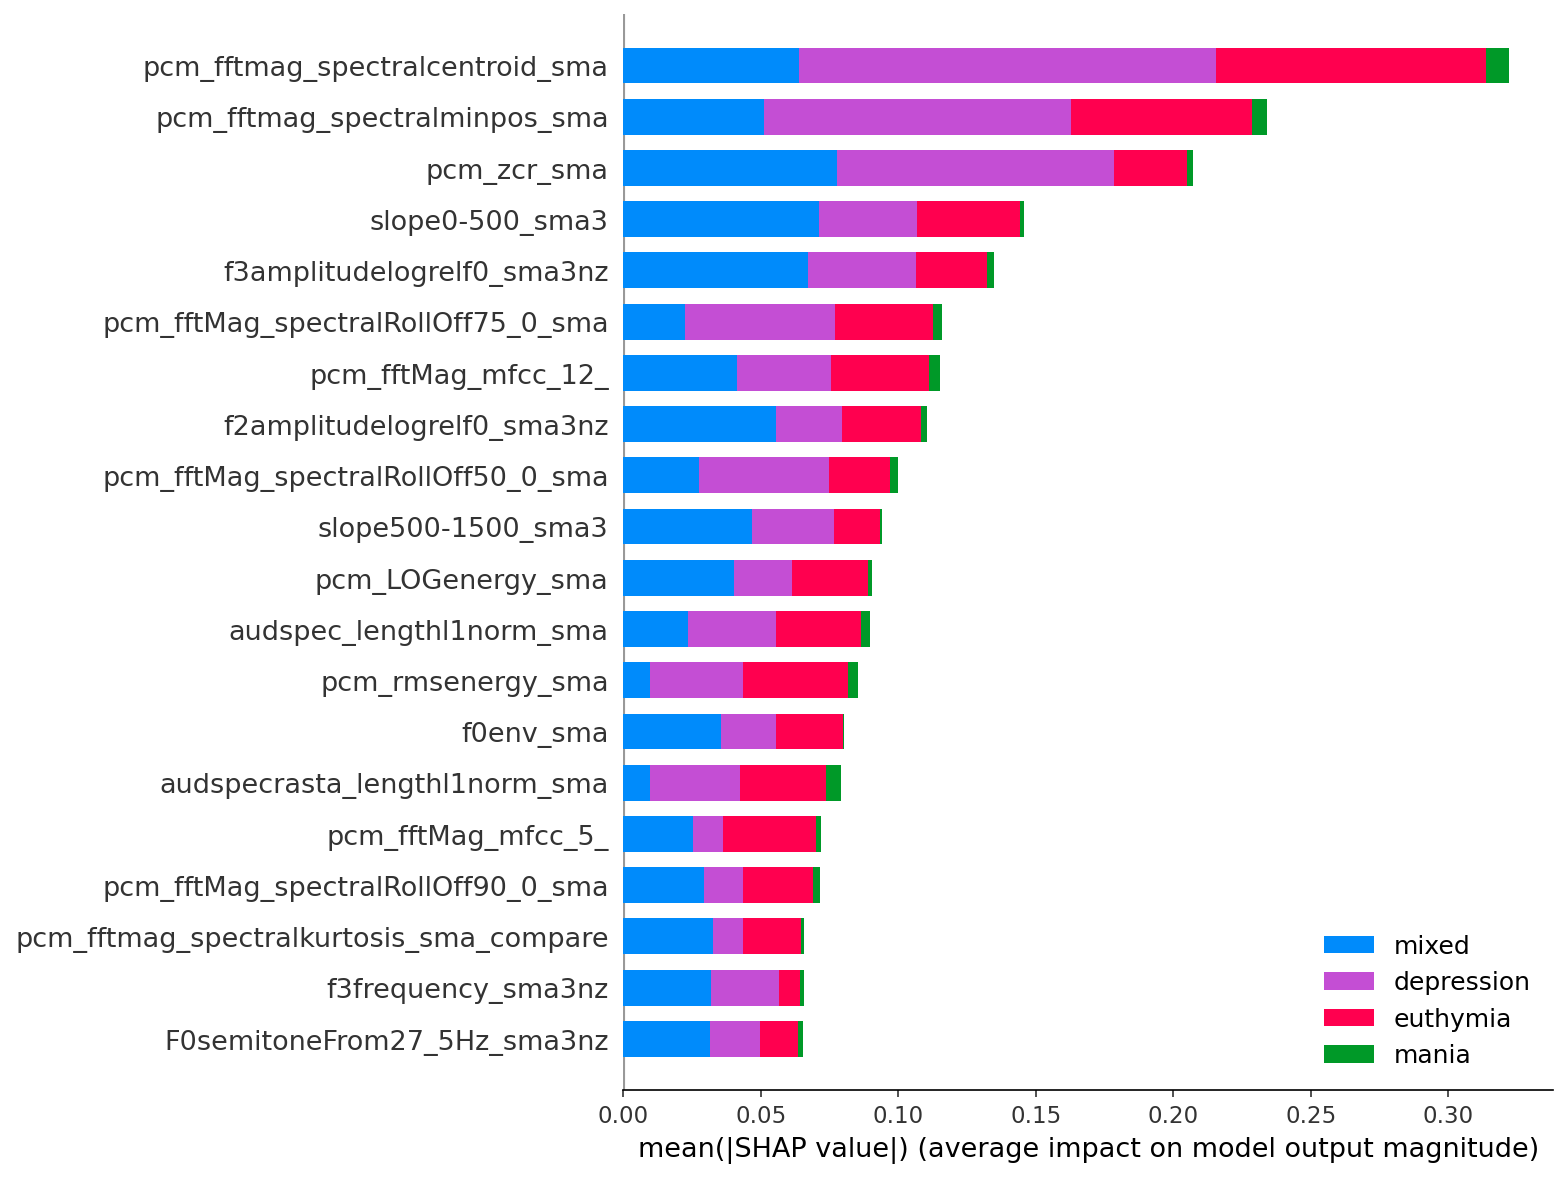 pcm_fftmag_spectralcentroid_sma
pcm_fftmag_spectralminpos_sma
pcm_zcr_sma
slope0-500_sma3
f3amplitudelogrelf0_sma3nz
pcm_fftMag_spectralRollOff75_0_sma
pcm_fftMag_mfcc_12_
f2amplitudelogrelf0_sma3nz
pcm_fftMag_spectralRollOff50_0_sma
slope500-1500_sma3
pcm_LOGenergy_sma
audspec_lengthl1norm_sma
pcm_rmsenergy_sma
f0env_sma
audspecrasta_lengthl1norm_sma
pcm_fftMag_mfcc_5_
pcm_fftMag_spectralRollOff90_0_sma
pcm_fftmag_spectralkurtosis_sma_compare
f3frequency_sma3nz
F0semitoneFrom27_5Hz_sma3nz
mixed
depression
euthymia
mania
0.00 0.05 0.10 0.15 0.20 0.25 0.30
mean(|SHAP value|) (average impact on model output magnitude)